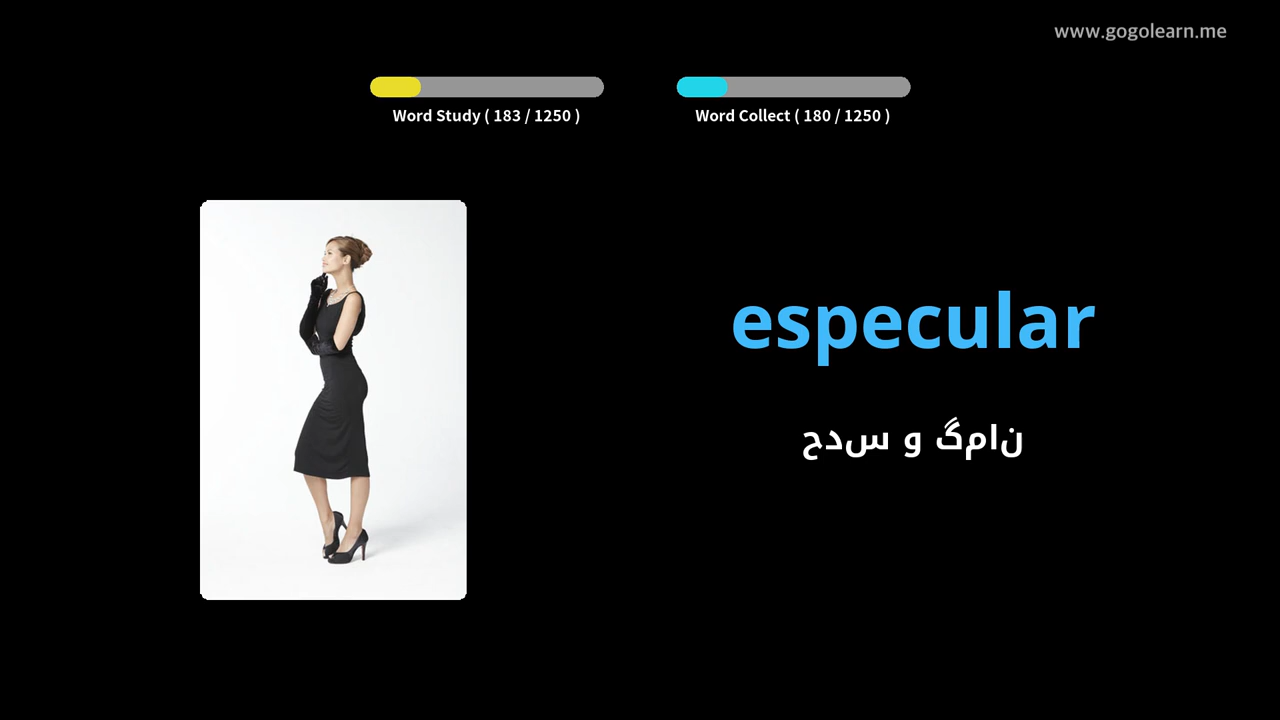 www.gogolearn.me
Word Study ( 183 / 1250 )
Word Collect ( 180 / 1250 )
especular
نامگ و سدح